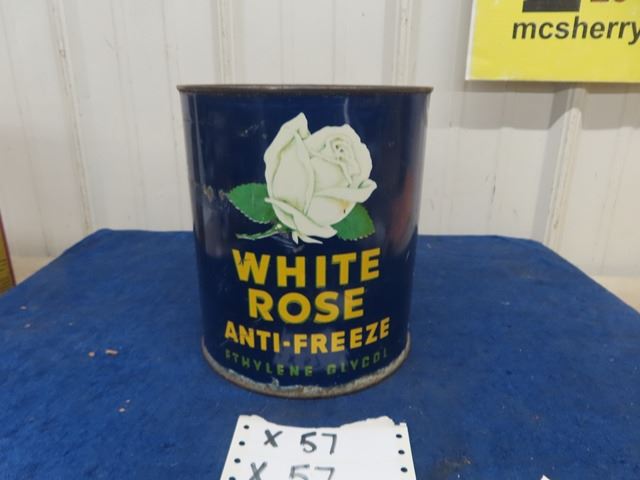 mcsherry
WHITE
ROSE
ANTI-FREEZE
ETHYLENE GLYCOL
X 57
X 57